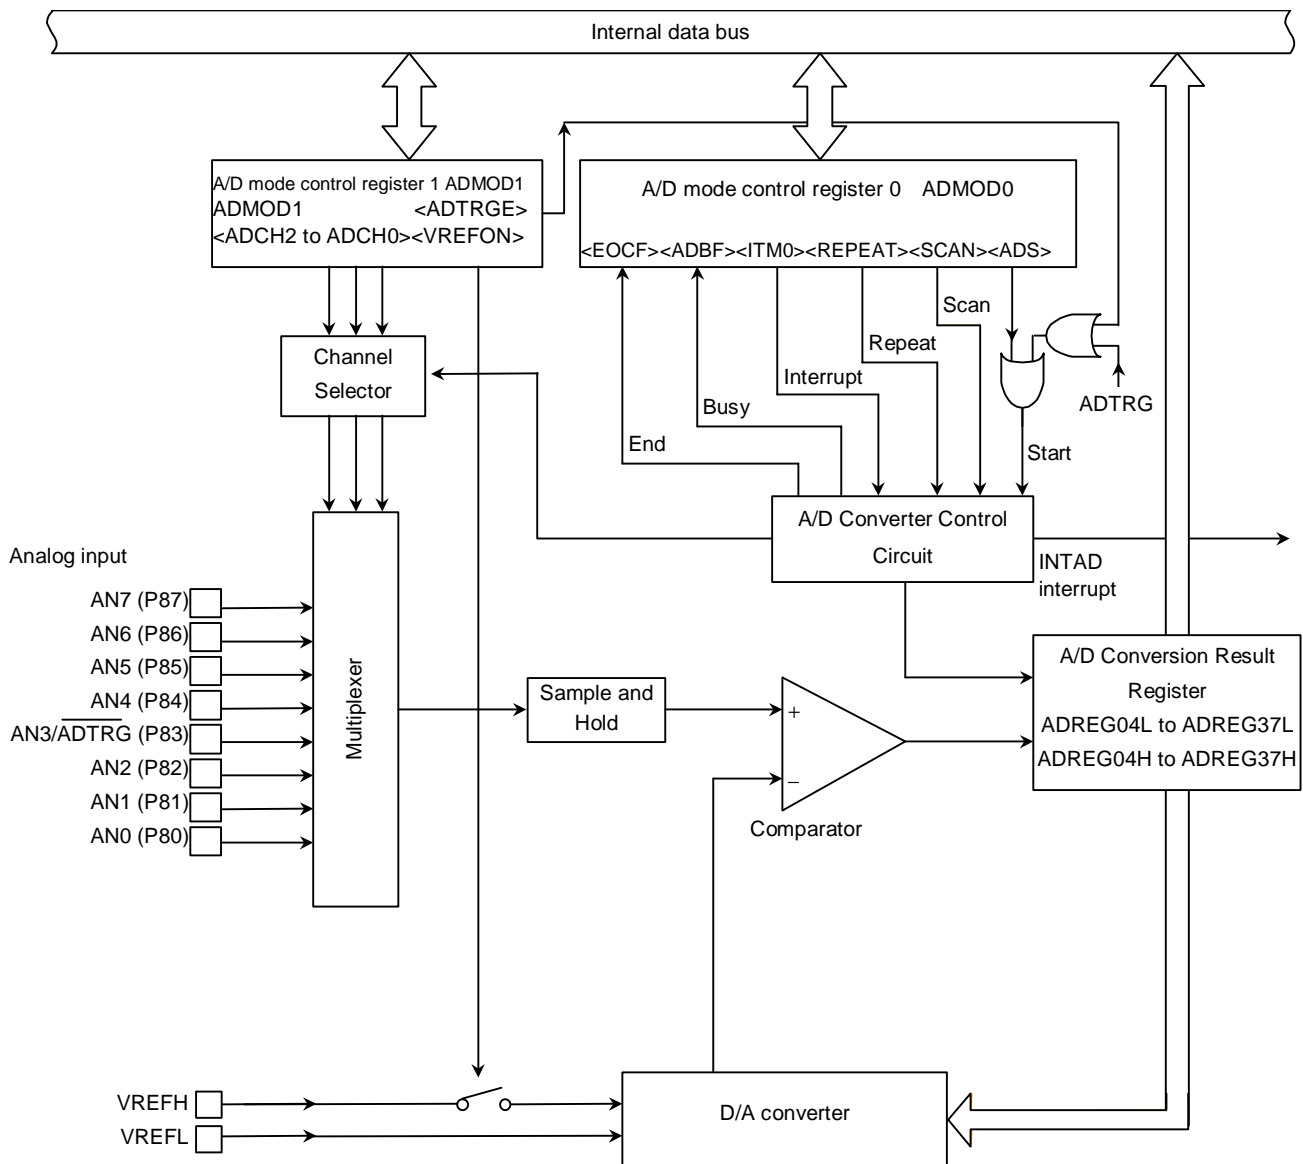 Internal data bus
A/D mode control register 1 ADMOD1
ADMOD1 <ADTRGE>
<ADCH2 to ADCH0><VREFON>
A/D mode control register 0 ADMOD0
<EOCF><ADBF><ITM0><REPEAT><SCAN><ADS>
Scan
Repeat
Interrupt
Busy
End
ADTRG
Start
Channel
Selector
A/D Converter Control
Circuit
INTAD
interrupt
Analog input
AN7 (P87)
AN6 (P86)
AN5 (P85)
AN4 (P84)
AN3/ADTRG (P83)
AN2 (P82)
AN1 (P81)
AN0 (P80)
Multiplexer
Sample and
Hold
+
−
Comparator
A/D Conversion Result
Register
ADREG04L to ADREG37L
ADREG04H to ADREG37H
VREFH
VREFL
D/A converter